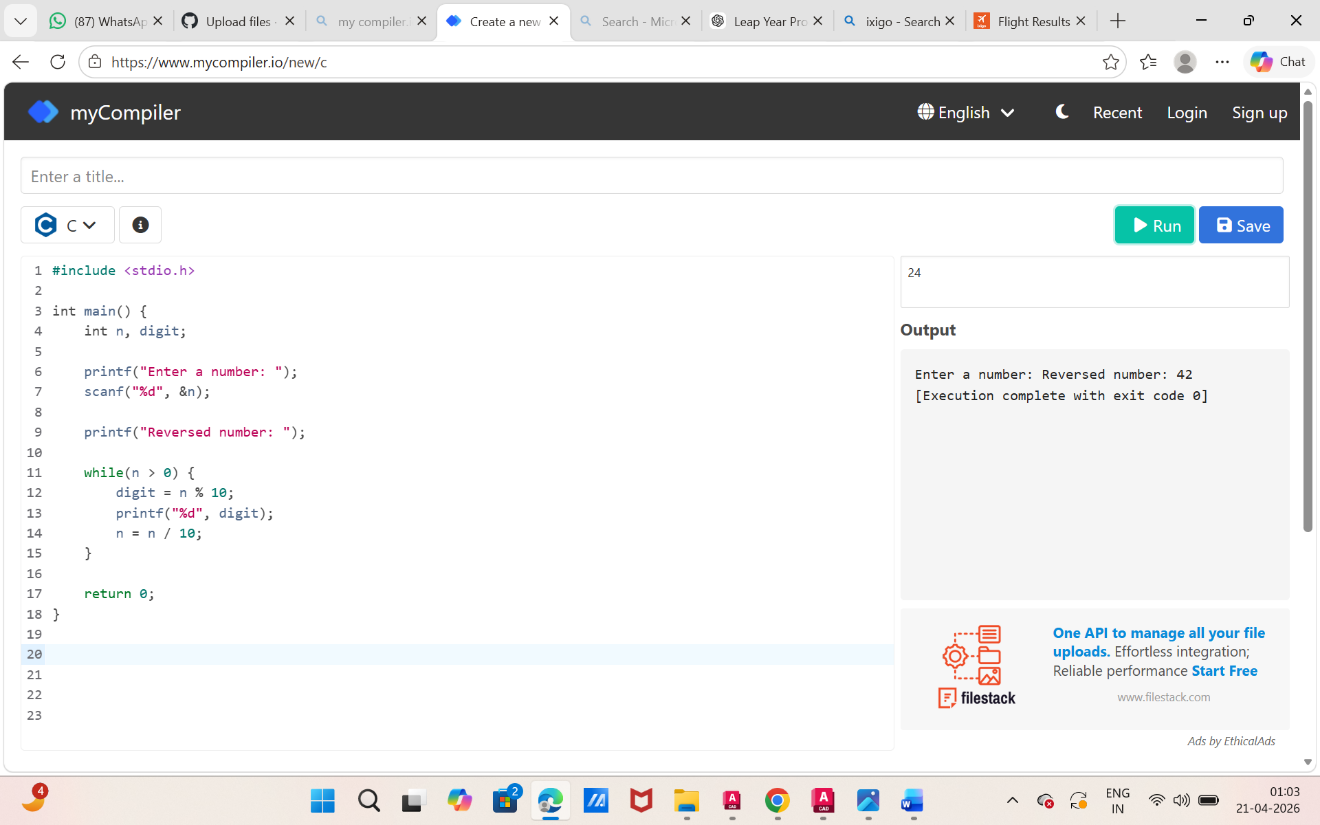 (87) WhatsAp
Upload files ·
my compiler.
Create a new
Search - Micr
Leap Year Pro
ixigo - Search
Flight Results
https://www.mycompiler.io/new/c
Chat
myCompiler
English
Recent
Login
Sign up
Enter a title...
C
Run
Save
1 #include <stdio.h>
2
3 int main() {
4 int n, digit;
5
6 printf("Enter a number: ");
7 scanf("%d", &n);
8
9 printf("Reversed number: ");
10
11 while(n > 0) {
12 digit = n % 10;
13 printf("%d", digit);
14 n = n / 10;
15 }
16
17 return 0;
18 }
19
20
21
22
23
24
Output
Enter a number: Reversed number: 42
[Execution complete with exit code 0]
One API to manage all your file
uploads. Effortless integration;
Reliable performance Start Free
filestack
www.filestack.com
Ads by EthicalAds
4
2
ENG
IN
01:03
21-04-2026